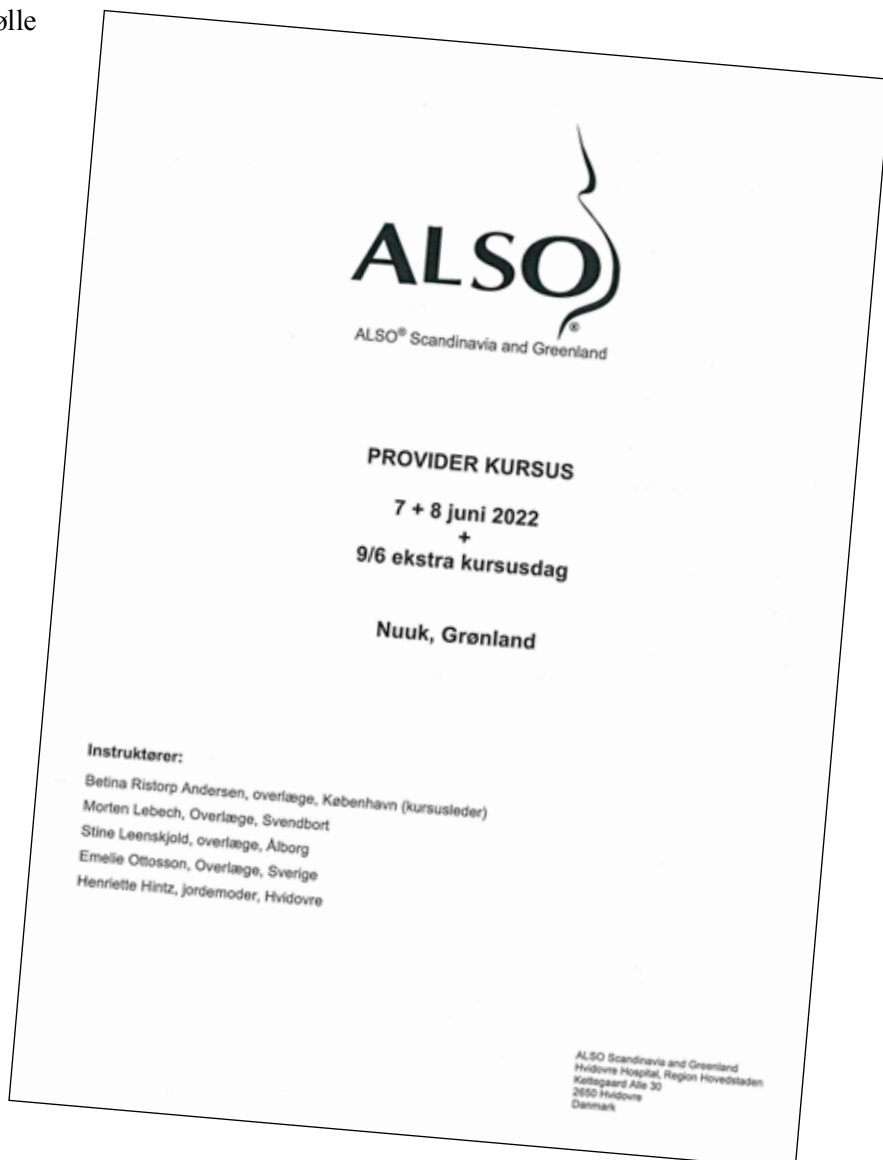 ølle
ALSO®
ALSO® Scandinavia and Greenland
PROVIDER KURSUS
7 + 8 juni 2022
+
9/6 ekstra kursusdag
Nuuk, Grønland
Instruktører:
Betina Ristorp Andersen, overlæge, København (kursusleder)
Morten Lebech, Overlæge, Svendbort
Stine Leenskjold, overlæge, Ålborg
Emelie Ottosson, Overlæge, Sverige
Henriette Hintz, jordemoder, Hvidovre
ALSO Scandinavia and Greenland
Hvidovre Hospital, Region Hovedstaden
Kettegaard Alle 30
2650 Hvidovre
Danmark